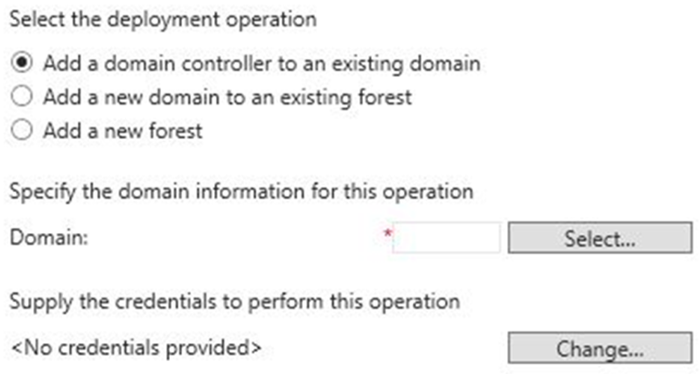 Select the deployment operation
Add a domain controller to an existing domain
Add a new domain to an existing forest
Add a new forest
Specify the domain information for this operation
Domain: * Select...
Supply the credentials to perform this operation
<No credentials provided> Change...